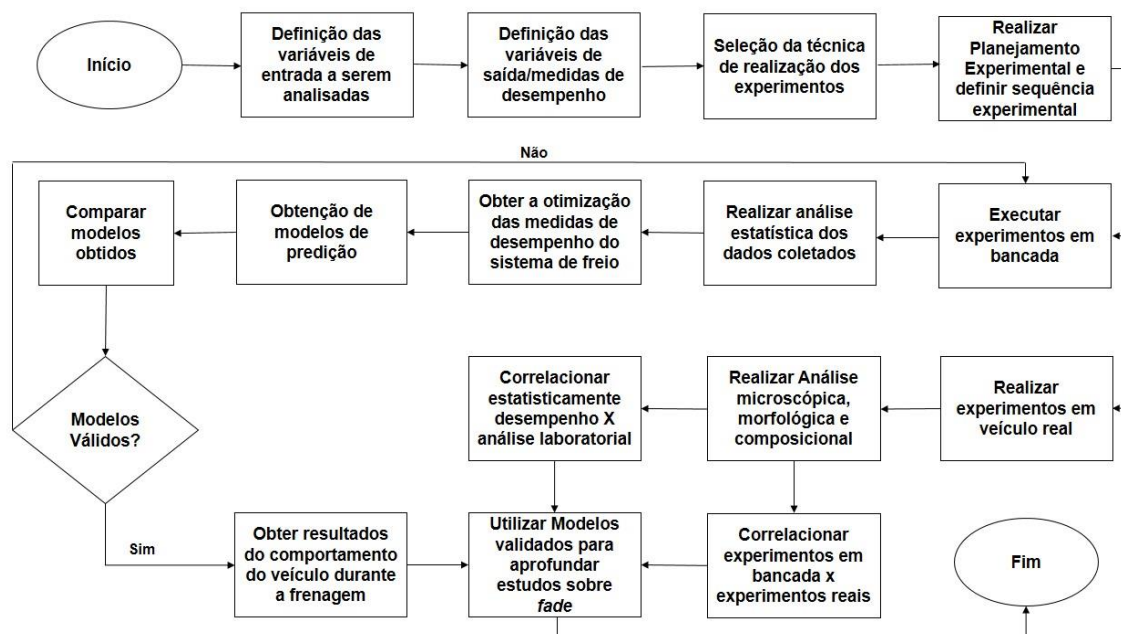 Início
Definição das
variáveis de
entrada a serem
analisadas
Definição das
variáveis de
saída/medidas de
desempenho
Seleção da técnica
de realização dos
experimentos
Realizar
Planejamento
Experimental e
definir sequência
experimental
Não
Comparar
modelos
obtidos
Obtenção de
modelos de
predição
Obter a otimização
das medidas de
desempenho do
sistema de freio
Realizar análise
estatística dos
dados coletados
Executar
experimentos em
bancada
Modelos
Válidos?
Correlacionar
estatisticamente
desempenho X
análise laboratorial
Realizar Análise
microscópica,
morfológica e
composicional
Realizar
experimentos em
veículo real
Sim
Obter resultados
do comportamento
do veículo durante
a frenagem
Utilizar Modelos
validados para
aprofundar
estudos sobre
fade
Correlacionar
experimentos em
bancada x
experimentos reais
Fim